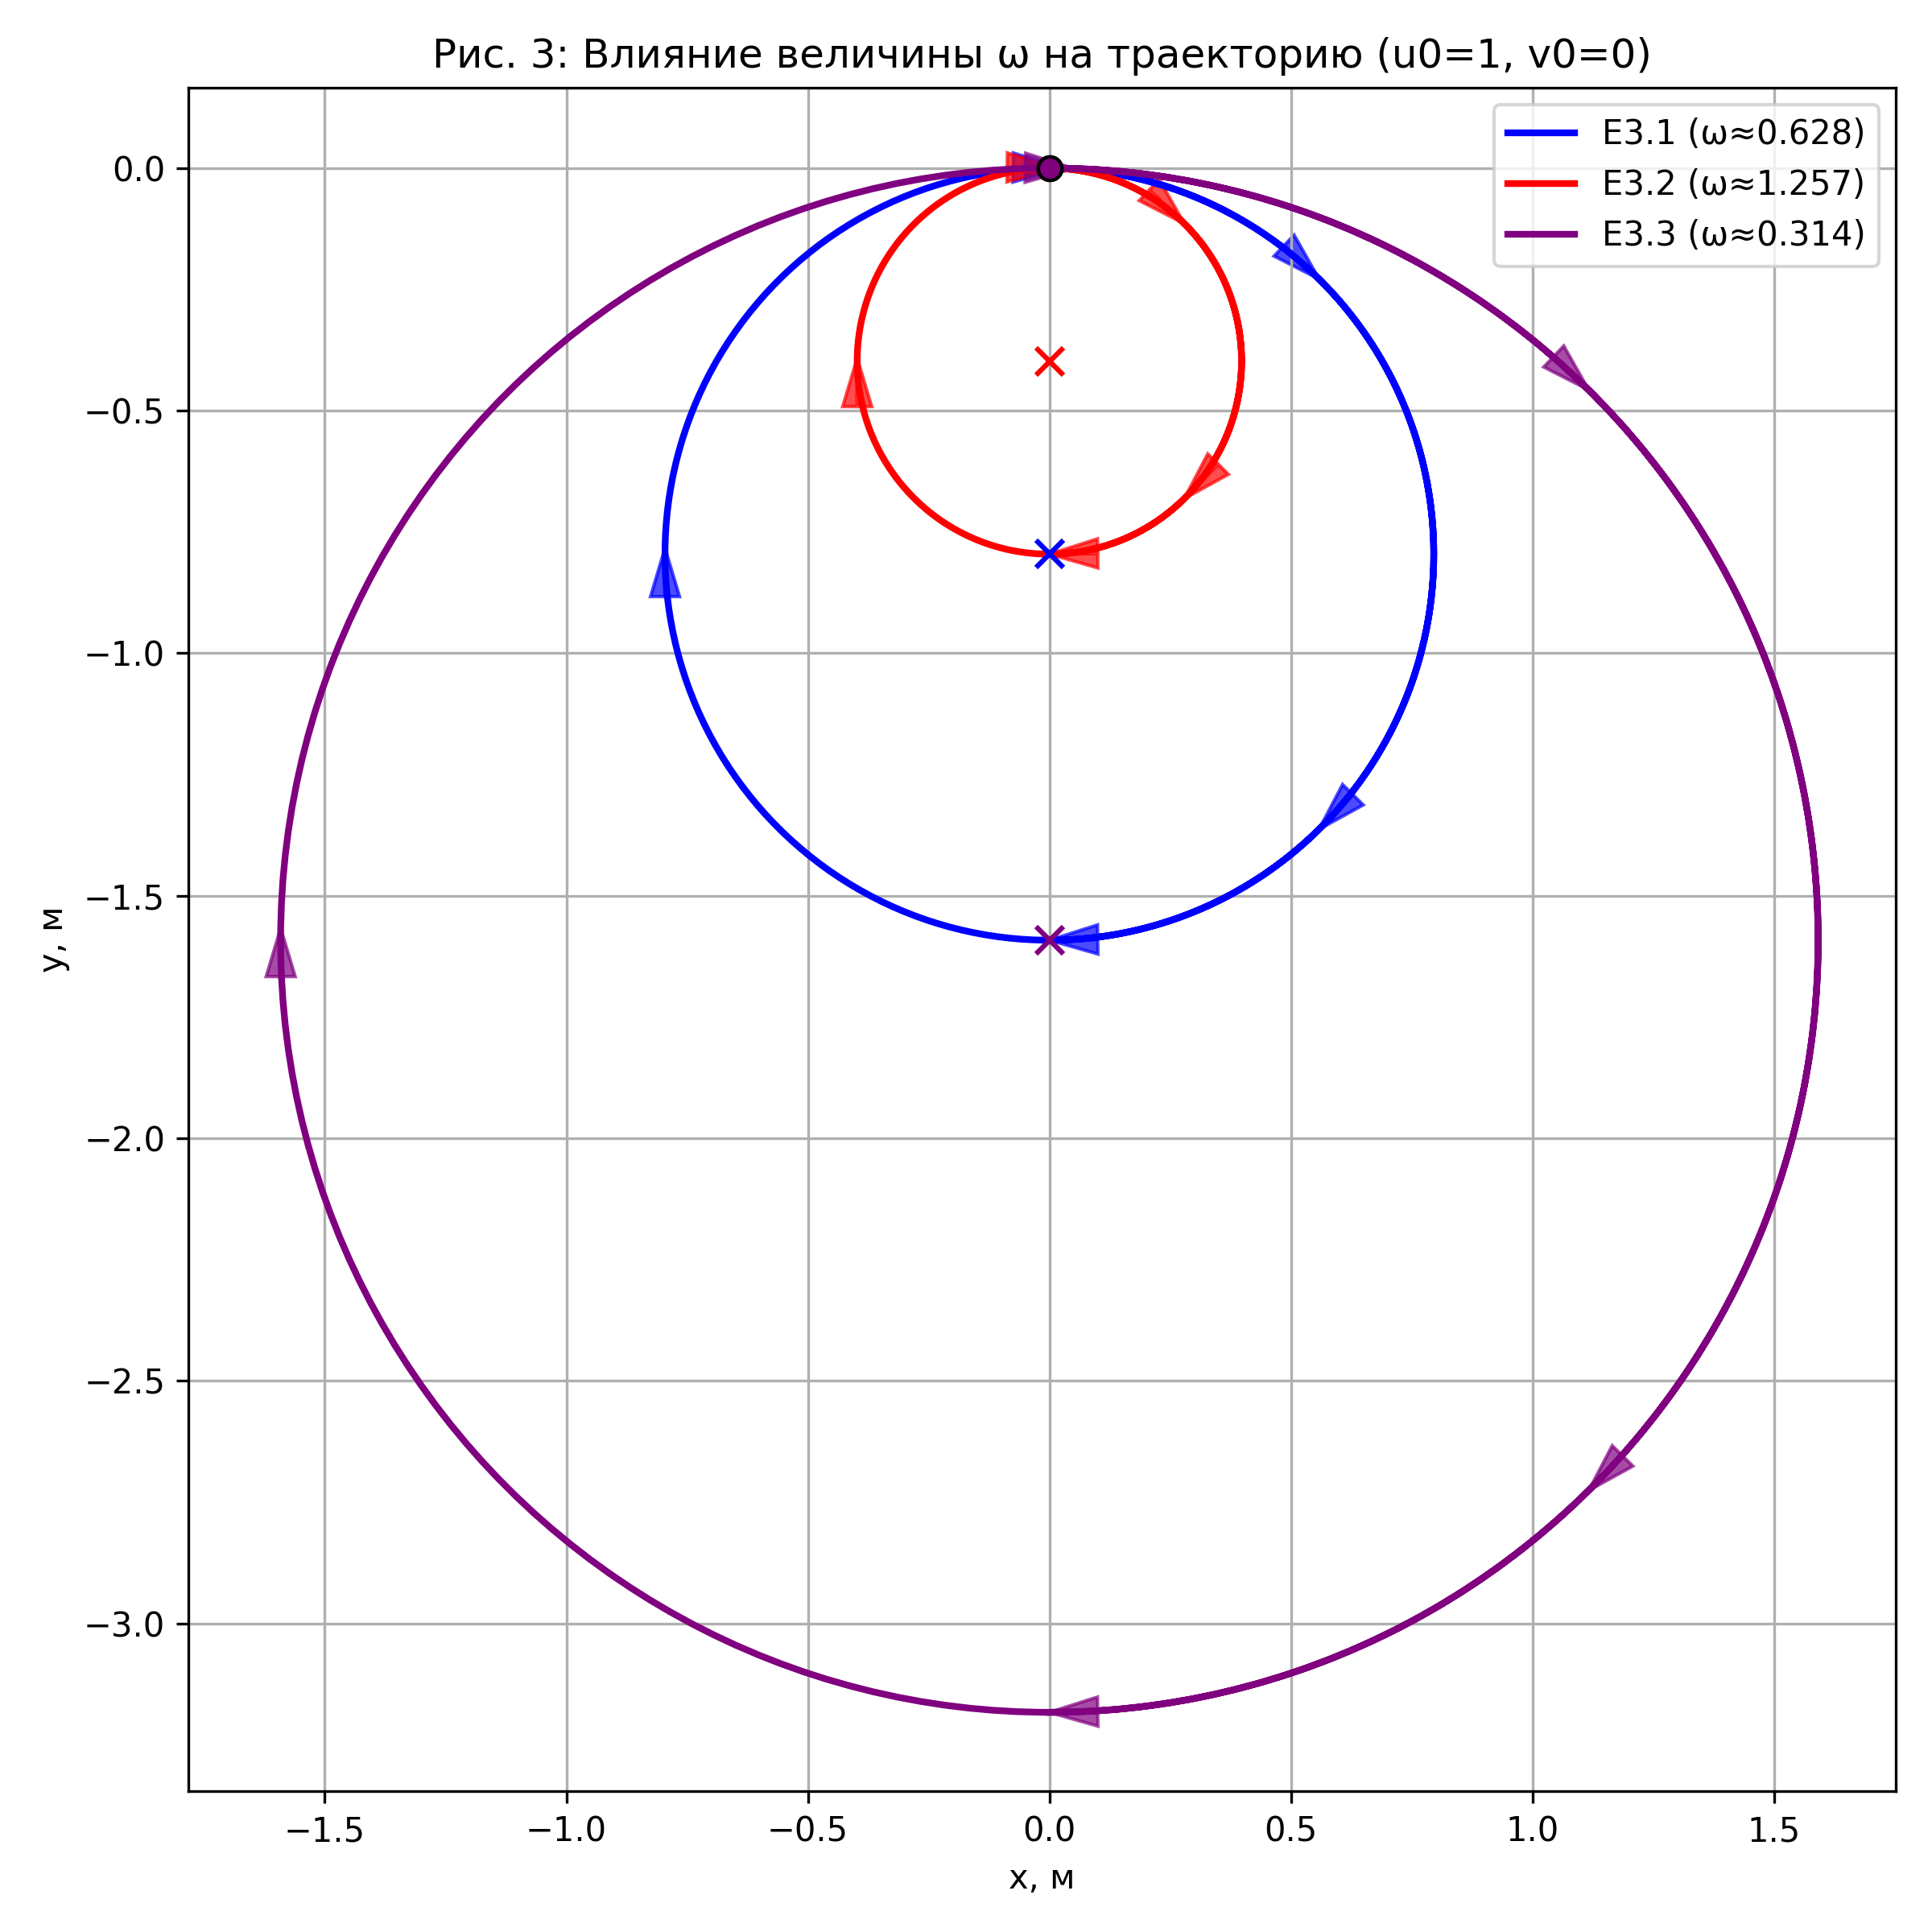 Рис. 3: Влияние величины ω на траекторию (u0=1, v0=0)
E3.1 (ω≈0.628)
E3.2 (ω≈1.257)
E3.3 (ω≈0.314)
0.0
−0.5
−1.0
−1.5
−2.0
−2.5
−3.0
y, м
−1.5 −1.0 −0.5 0.0 0.5 1.0 1.5
x, м